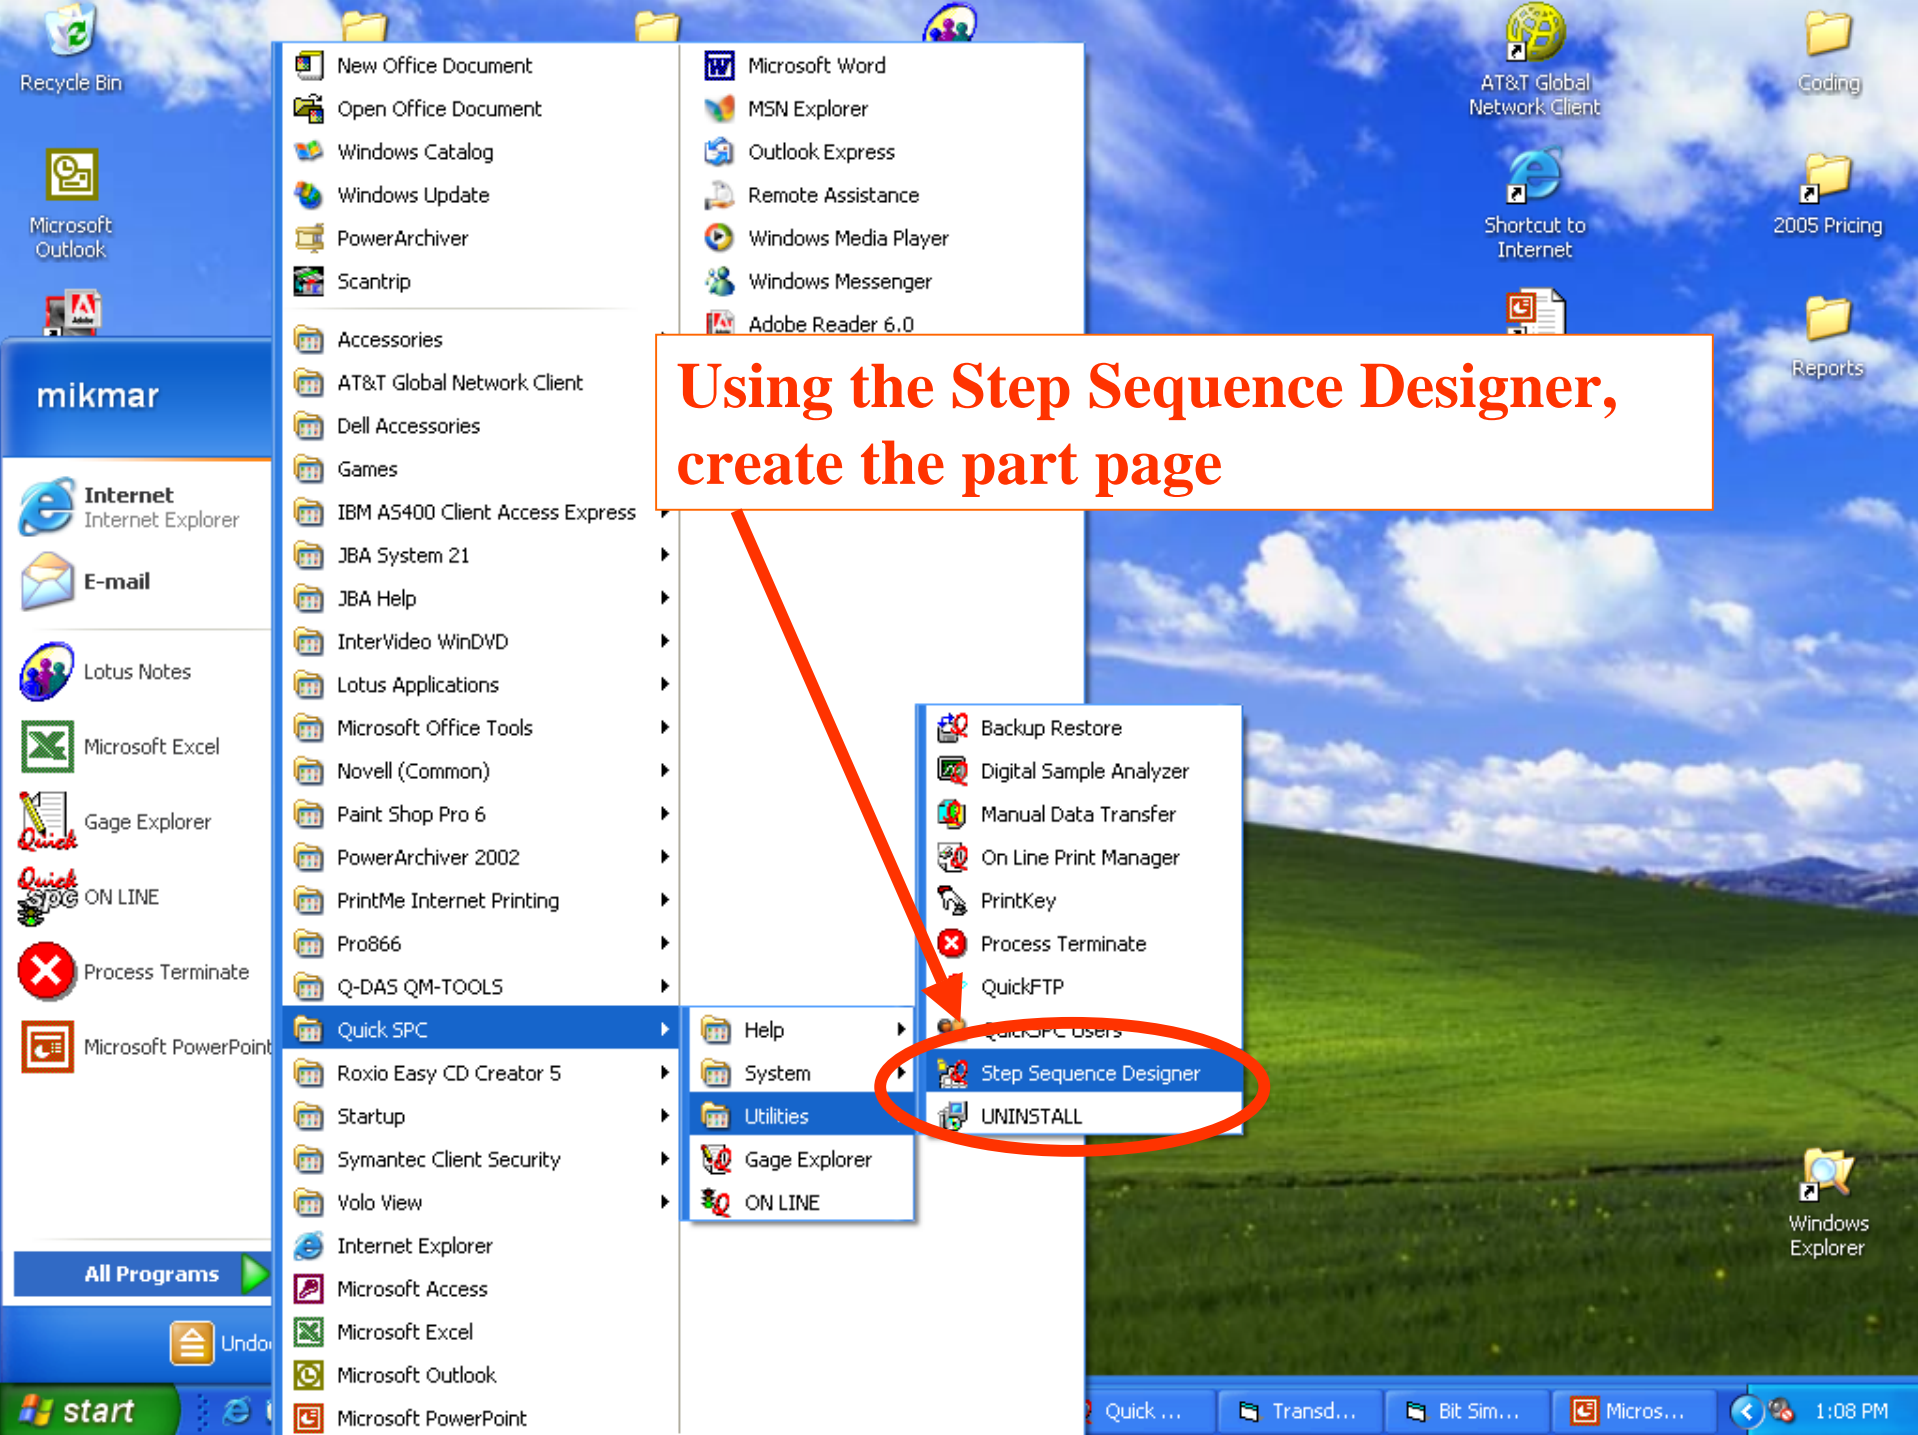 Recycle Bin
Microsoft
Outlook
AT&T Global
Network Client
Coding
Shortcut to
Internet
2005 Pricing
Reports
Windows
Explorer
mikmar
Internet
Internet Explorer
E-mail
Lotus Notes
Microsoft Excel
Gage Explorer
ON LINE
Process Terminate
Microsoft PowerPoint
All Programs
start
New Office Document
Open Office Document
Windows Catalog
Windows Update
PowerArchiver
Scantrip
Accessories
AT&T Global Network Client
Dell Accessories
Games
IBM AS400 Client Access Express
JBA System 21
JBA Help
InterVideo WinDVD
Lotus Applications
Microsoft Office Tools
Novell (Common)
Paint Shop Pro 6
PowerArchiver 2002
PrintMe Internet Printing
Pro866
Q-DAS QM-TOOLS
Quick SPC
Roxio Easy CD Creator 5
Startup
Symantec Client Security
Volo View
Internet Explorer
Microsoft Access
Microsoft Excel
Microsoft Outlook
Microsoft PowerPoint
Microsoft Word
MSN Explorer
Outlook Express
Remote Assistance
Windows Media Player
Windows Messenger
Adobe Reader 6.0
Using the Step Sequence Designer,
create the part page
Help
System
Utilities
Gage Explorer
ON LINE
Backup Restore
Digital Sample Analyzer
Manual Data Transfer
On Line Print Manager
PrintKey
Process Terminate
QuickFTP
QuickSPC Users
Step Sequence Designer
UNINSTALL
Quick ...
Transd...
Bit Sim...
Micros...
1:08 PM